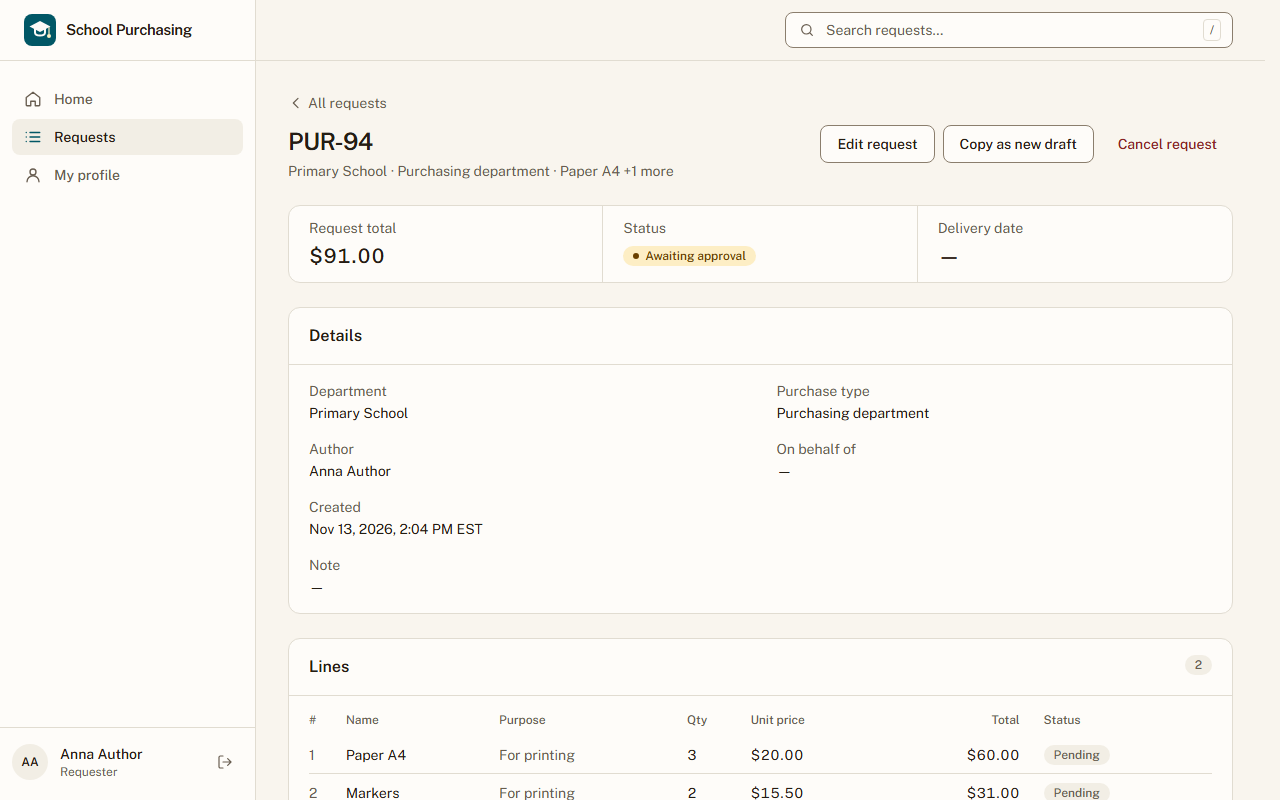 School Purchasing
Search requests...
/
Home
Requests
My profile
All requests
PUR-94
Edit request
Copy as new draft
Cancel request
Primary School · Purchasing department · Paper A4 +1 more
Request total
$91.00
Status
Awaiting approval
Delivery date
—
Details
Department
Primary School
Purchase type
Purchasing department
Author
Anna Author
On behalf of
—
Created
Nov 13, 2026, 2:04 PM EST
Note
—
Lines
2
# Name Purpose Qty Unit price Total Status
1 Paper A4 For printing 3 $20.00 $60.00 Pending
2 Markers For printing 2 $15.50 $31.00 Pending
AA
Anna Author
Requester